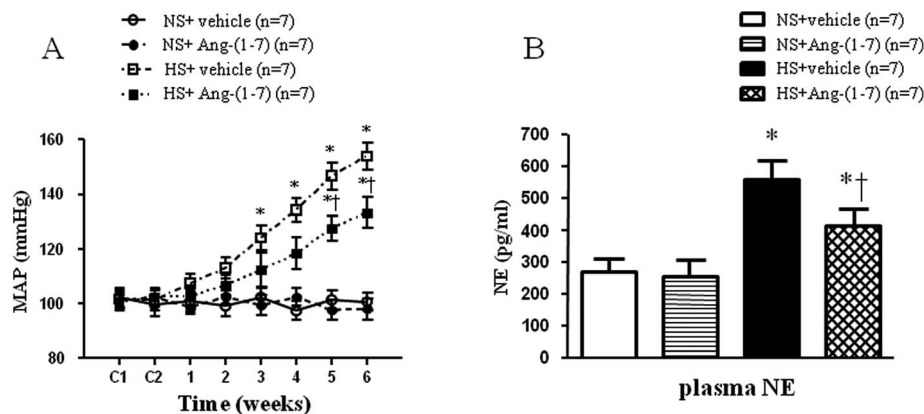 A
NS+ vehicle (n=7)
NS+ Ang-(1-7) (n=7)
HS+ vehicle (n=7)
HS+ Ang-(1-7) (n=7)
MAP (mmHg)
160
140
120
100
80
* * * * *† *†
C1 C2 1 2 3 4 5 6
Time (weeks)
B
NS+vehicle (n=7)
NS+Ang-(1-7) (n=7)
HS+vehicle (n=7)
HS+Ang-(1-7) (n=7)
NE (pg/ml)
700
600
500
400
300
200
100
0
*
*†
plasma NE